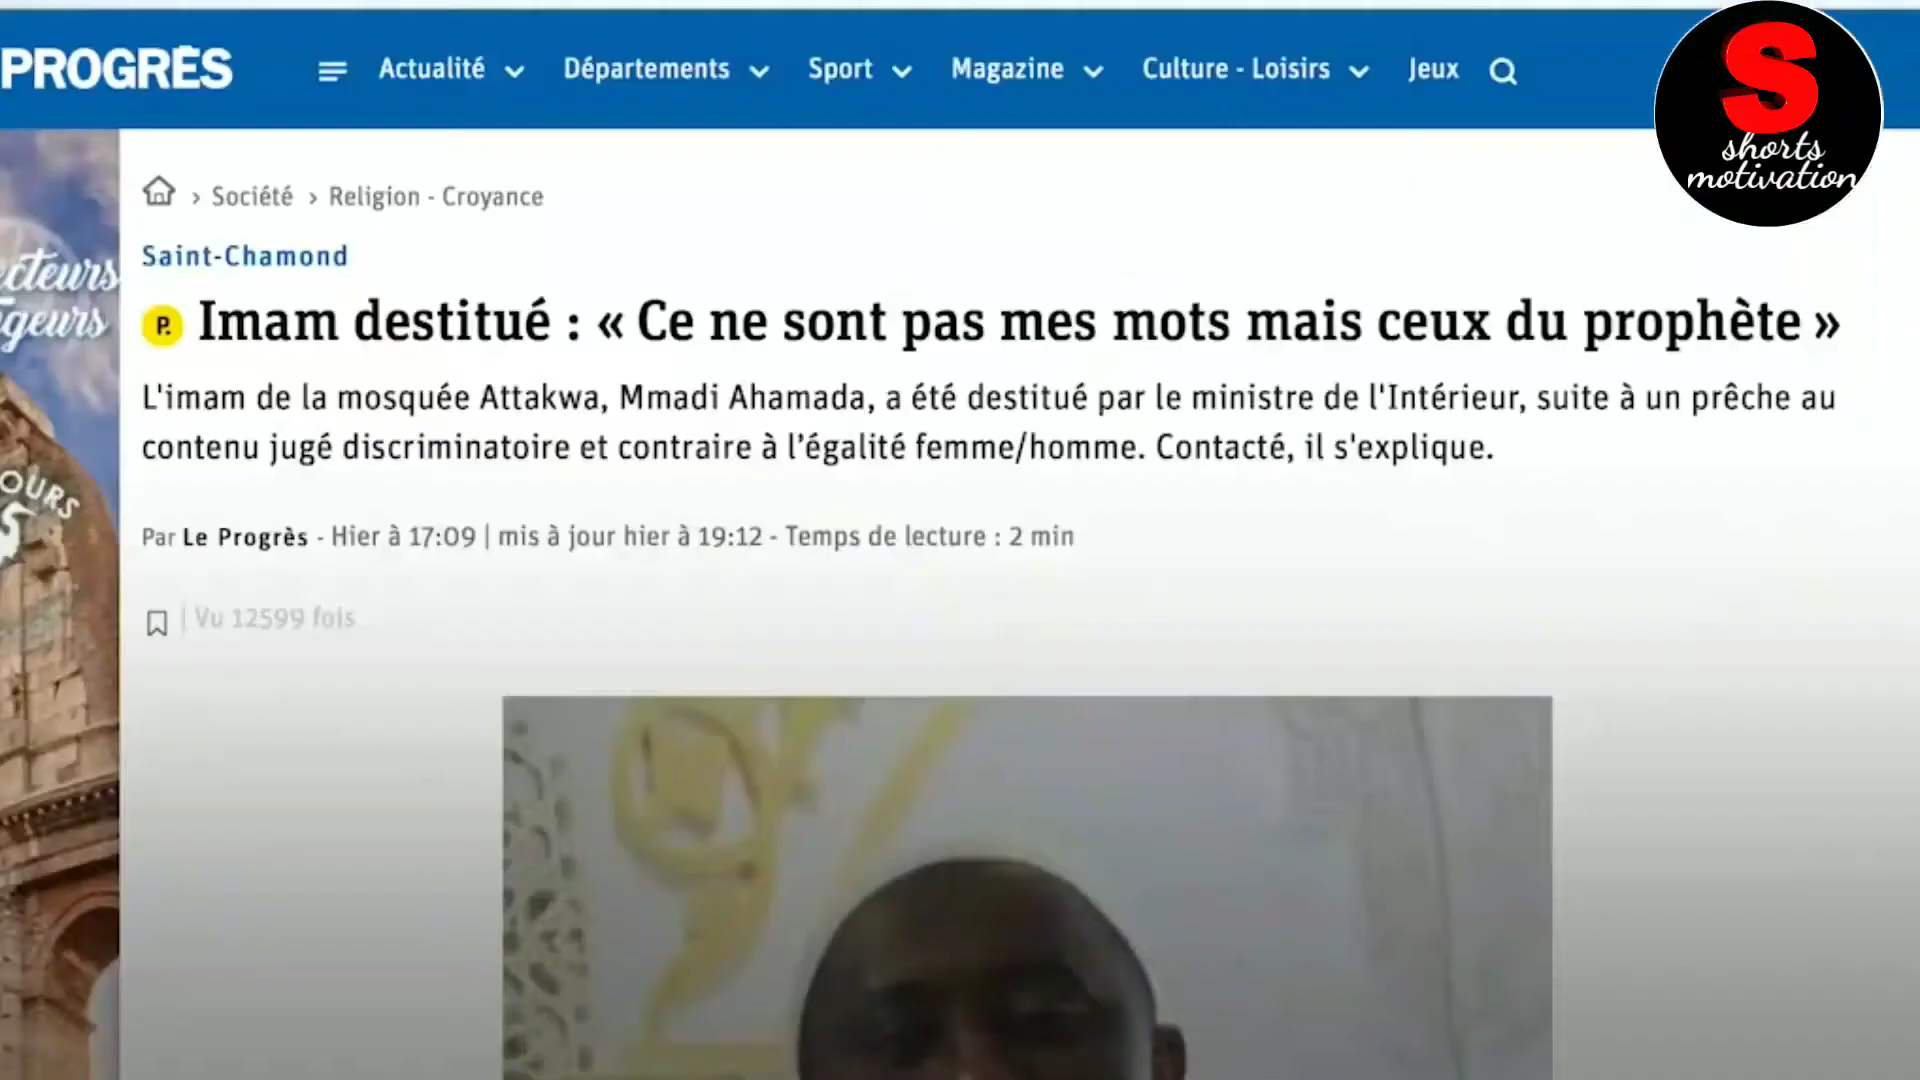 PROGRÈS
Actualité Départements Sport Magazine Culture - Loisirs Jeux
S
shorts
motivation
› Société › Religion - Croyance
Saint-Chamond
P. Imam destitué : « Ce ne sont pas mes mots mais ceux du prophète »
L'imam de la mosquée Attakwa, Mmadi Ahamada, a été destitué par le ministre de l'Intérieur, suite à un prêche au
contenu jugé discriminatoire et contraire à l’égalité femme/homme. Contacté, il s'explique.
Par Le Progrès - Hier à 17:09 | mis à jour hier à 19:12 - Temps de lecture : 2 min
| Vu 12599 fois